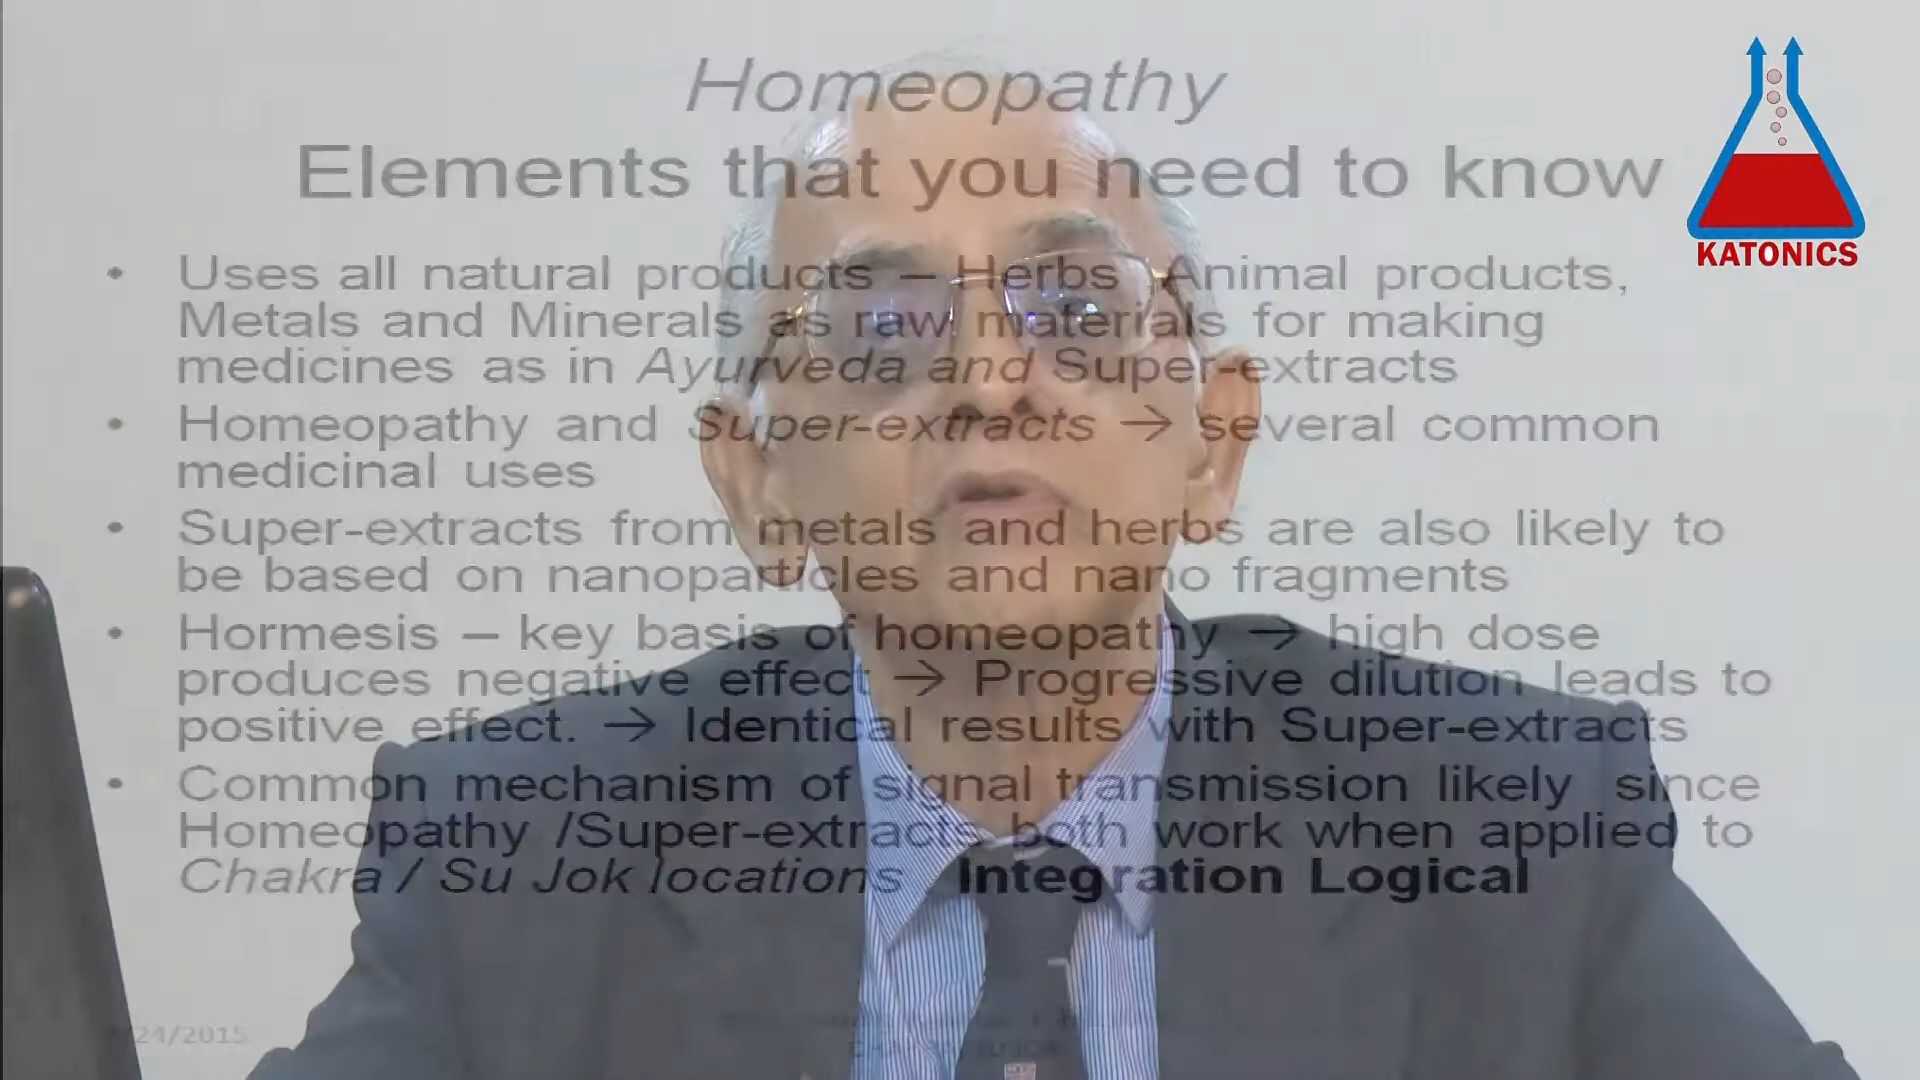 Homeopathy
Elements that you need to know
KATONICS
• Uses all natural products – Herbs Animal products,
Metals and Minerals as raw materials for making
medicines as in Ayurveda and Super-extracts
• Homeopathy and Super-extracts → several common
medicinal uses
• Super-extracts from metals and herbs are also likely to
be based on nanoparticles and nano fragments
• Hormesis – key basis of homeopathy → high dose
produces negative effect → Progressive dilution leads to
positive effect. → Identical results with Super-extracts
• Common mechanism of signal transmission likely since
Homeopathy /Super-extracts both work when applied to
Chakra / Su Jok locations Integration Logical
24/2015